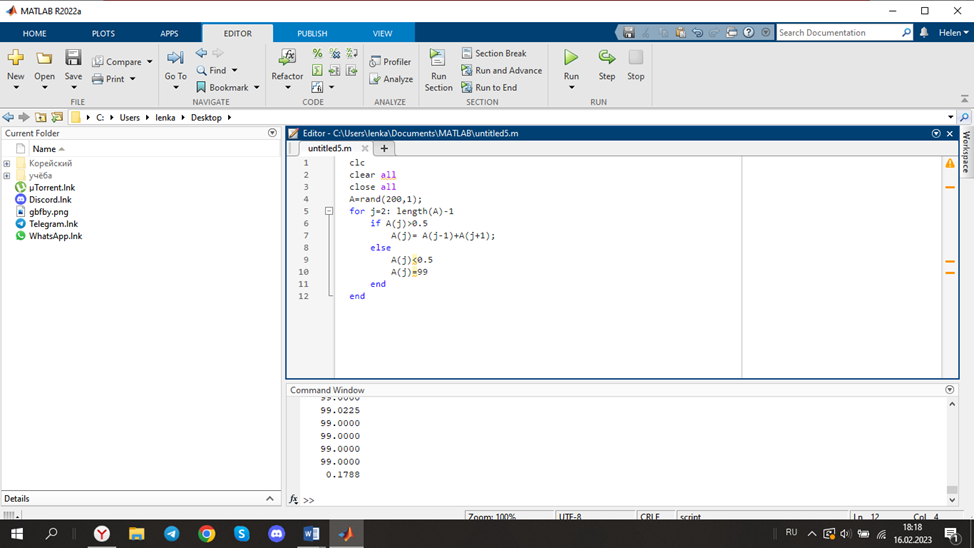 MATLAB R2022a
HOME PLOTS APPS EDITOR PUBLISH VIEW Search Documentation Helen
New Open Save Compare Print Go To Find Bookmark Refactor Profiler Analyze Run Section Section Break Run and Advance Run to End Run Step Stop
FILE NAVIGATE CODE ANALYZE SECTION RUN
C: Users lenka Desktop
Current Folder
Name
Корейский
учёба
µTorrent.lnk
Discord.lnk
gbfby.png
Telegram.lnk
WhatsApp.lnk
Details
Editor - C:\Users\lenka\Documents\MATLAB\untitled5.m
untitled5.m
1 clc
2 clear all
3 close all
4 A=rand(200,1);
5 for j=2: length(A)-1
6 if A(j)>0.5
7 A(j)= A(j-1)+A(j+1);
8 else
9 A(j)<0.5
10 A(j)=99
11 end
12 end
Workspace
Command Window
99.0000
99.0225
99.0000
99.0000
99.0000
99.0000
0.1788
fx >>
Zoom: 100% UTF-8 CRLF script Ln 12 Col 4
RU 18:18
16.02.2023 1